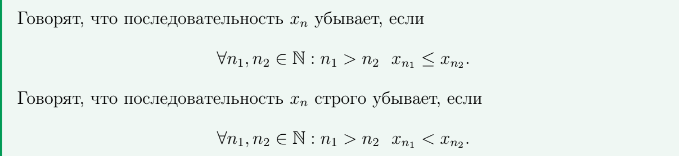 Говорят, что последовательность xₙ убывает, если
∀n₁, n₂ ∈ ℕ : n₁ > n₂ xₙ₁ ≤ xₙ₂.
Говорят, что последовательность xₙ строго убывает, если
∀n₁, n₂ ∈ ℕ : n₁ > n₂ xₙ₁ < xₙ₂.